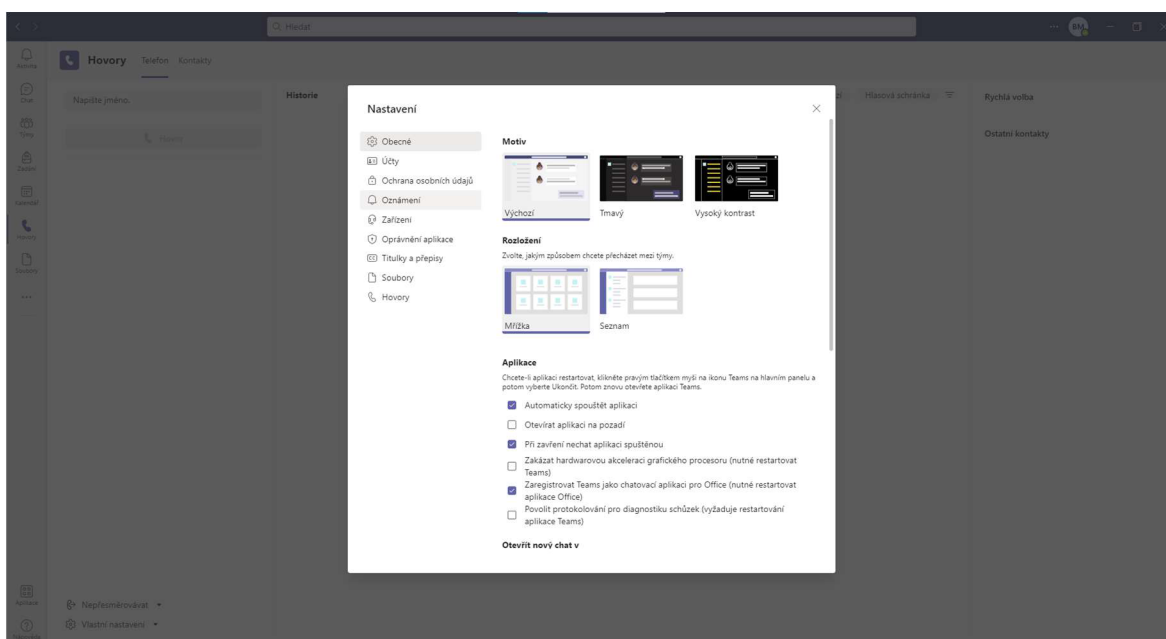 Hledat
BM
Aktivita
Chat
Týmy
Zadání
Kalendář
Hovory
Soubory
Hovory Telefon Kontakty
Napište jméno.
Hovory
Historie
Hlasová schránka
Rychlá volba
Ostatní kontakty
Nastavení
Obecné
Účty
Ochrana osobních údajů
Oznámení
Zařízení
Oprávnění aplikace
Titulky a přepisy
Soubory
Hovory
Motiv
Výchozí Tmavý Vysoký kontrast
Rozložení
Zvolte, jakým způsobem chcete přecházet mezi týmy.
Mřížka Seznam
Aplikace
Chcete-li aplikaci restartovat, klikněte pravým tlačítkem myši na ikonu Teams na hlavním panelu a
potom vyberte Ukončit. Potom znovu otevřete aplikaci Teams.
Automaticky spouštět aplikaci
Otevírat aplikaci na pozadí
Při zavření nechat aplikaci spuštěnou
Zakázat hardwarovou akceleraci grafického procesoru (nutné restartovat
Teams)
Zaregistrovat Teams jako chatovací aplikaci pro Office (nutné restartovat
aplikace Office)
Povolit protokolování pro diagnostiku schůzek (vyžaduje restartování
aplikace Teams)
Otevřít nový chat v
Aplikace
Nepřesměrovávat
Vlastní nastavení